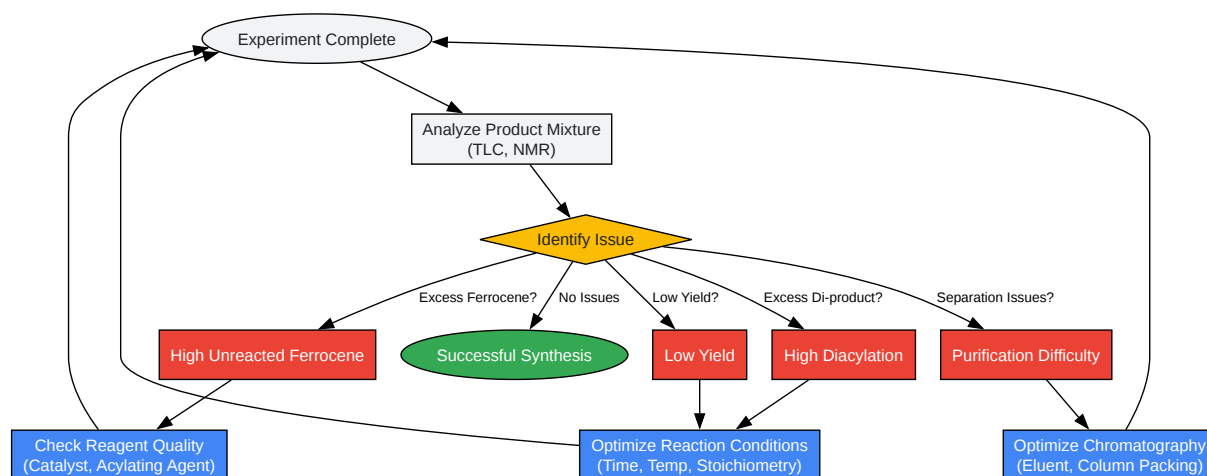 Experiment Complete
Analyze Product Mixture
(TLC, NMR)
Identify Issue
Excess Ferrocene?
No Issues
Low Yield?
Excess Di-product?
Separation Issues?
High Unreacted Ferrocene
Successful Synthesis
Low Yield
High Diacylation
Purification Difficulty
Check Reagent Quality
(Catalyst, Acylating Agent)
Optimize Reaction Conditions
(Time, Temp, Stoichiometry)
Optimize Chromatography
(Eluent, Column Packing)